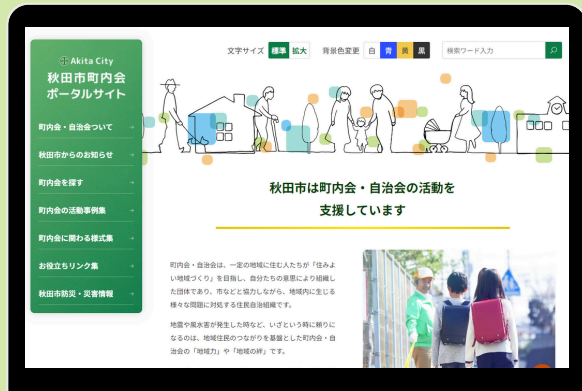 Akita City
秋田市町内会
ポータルサイト
町内会・自治会ついて
秋田市からのお知らせ
町内会を探す
町内会の活動事例集
町内会に関わる様式集
お役立ちリンク集
秋田市防災・災害情報
文字サイズ 標準 拡大 背景色変更 白 青 黄 黒 検索ワード入力
秋田市は町内会・自治会の活動を
支援しています
町内会・自治会は、一定の地域に住む人たちが「住みよ
い地域づくり」を目指し、自分たちの意思により組織し
た団体であり、市などと協力しながら、地域内に生じる
様々な問題に対処する住民自治組織です。
地震や風水害が発生した時など、いざという時に頼りに
なるのは、地域住民のつながりを基盤とした町内会・自
治会の「地域力」や「地域の絆」です。